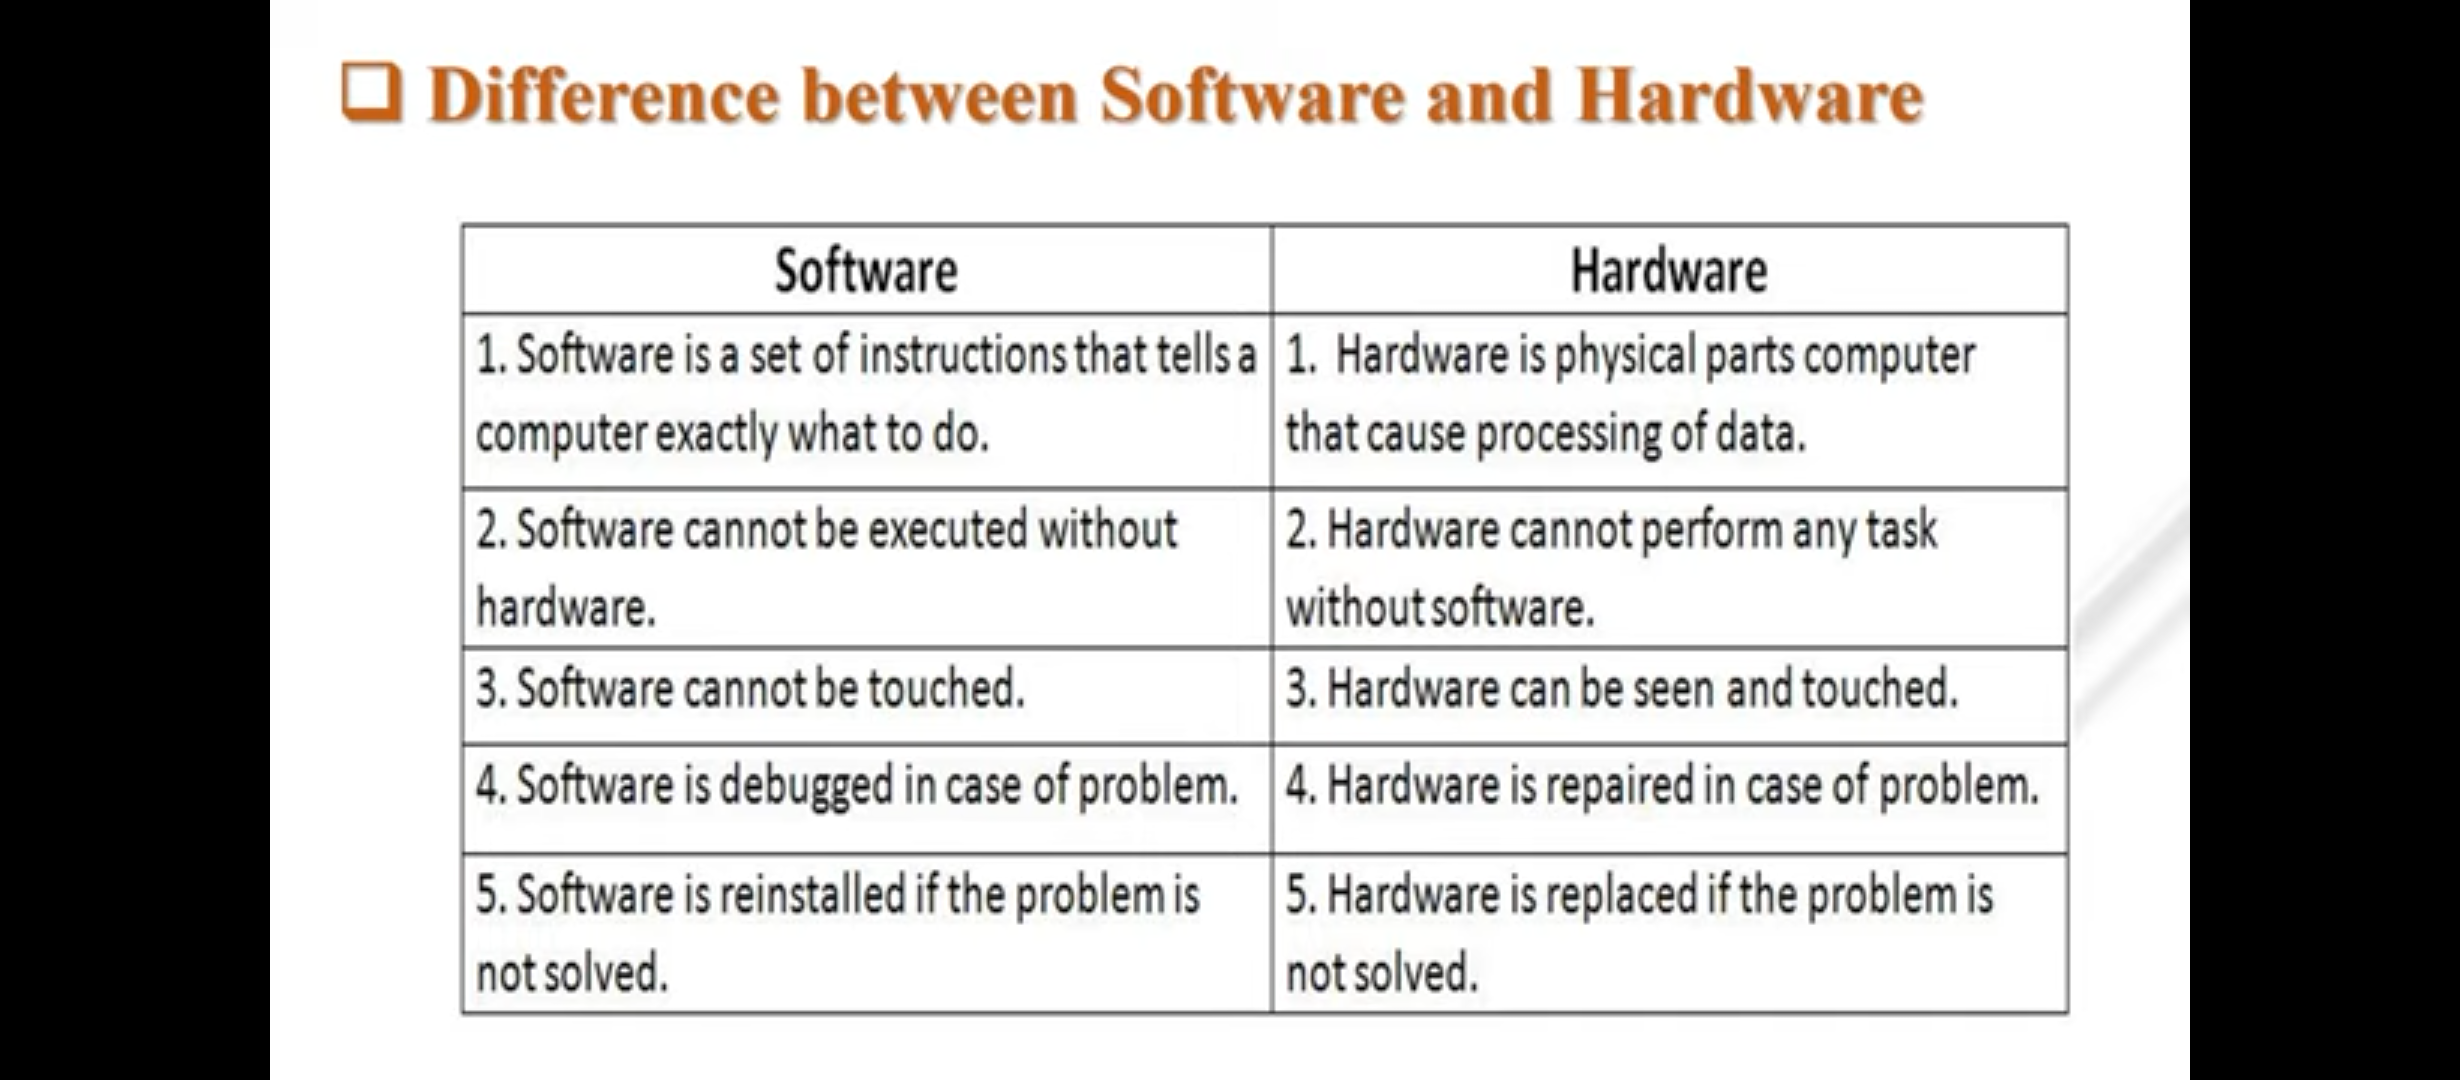 Difference between Software and Hardware
Software
Hardware
1. Software is a set of instructions that tells a
computer exactly what to do.
1. Hardware is physical parts computer
that cause processing of data.
2. Software cannot be executed without
hardware.
2. Hardware cannot perform any task
without software.
3. Software cannot be touched.
3. Hardware can be seen and touched.
4. Software is debugged in case of problem.
4. Hardware is repaired in case of problem.
5. Software is reinstalled if the problem is
not solved.
5. Hardware is replaced if the problem is
not solved.